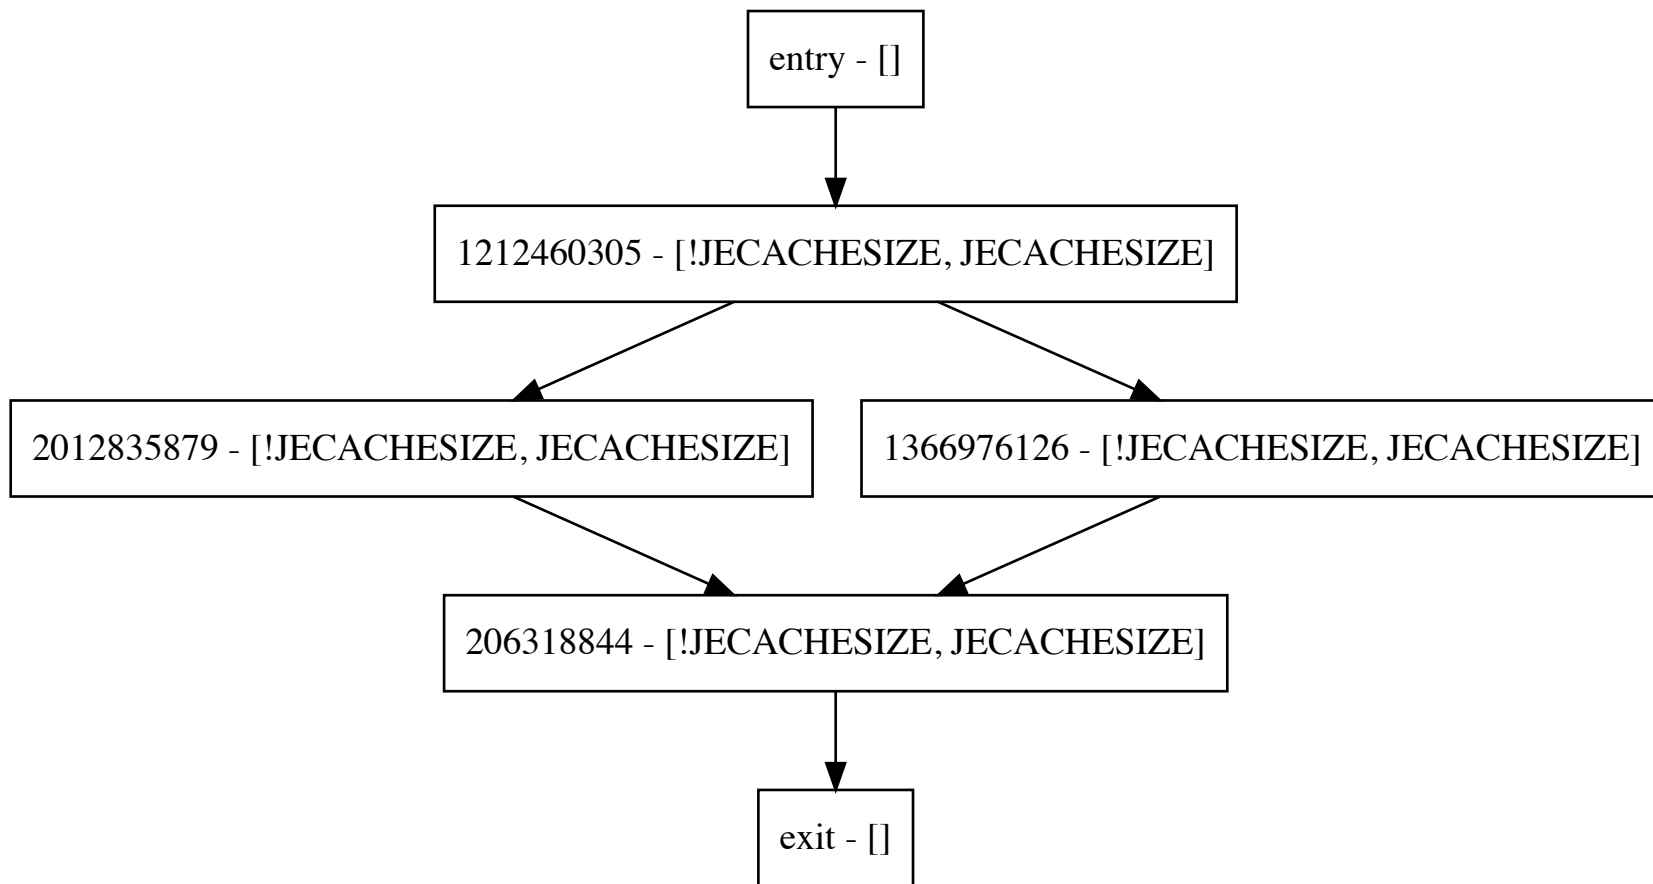 entry - []
1212460305 - [!JECACHESIZE, JECACHESIZE]
2012835879 - [!JECACHESIZE, JECACHESIZE]
1366976126 - [!JECACHESIZE, JECACHESIZE]
206318844 - [!JECACHESIZE, JECACHESIZE]
exit - []